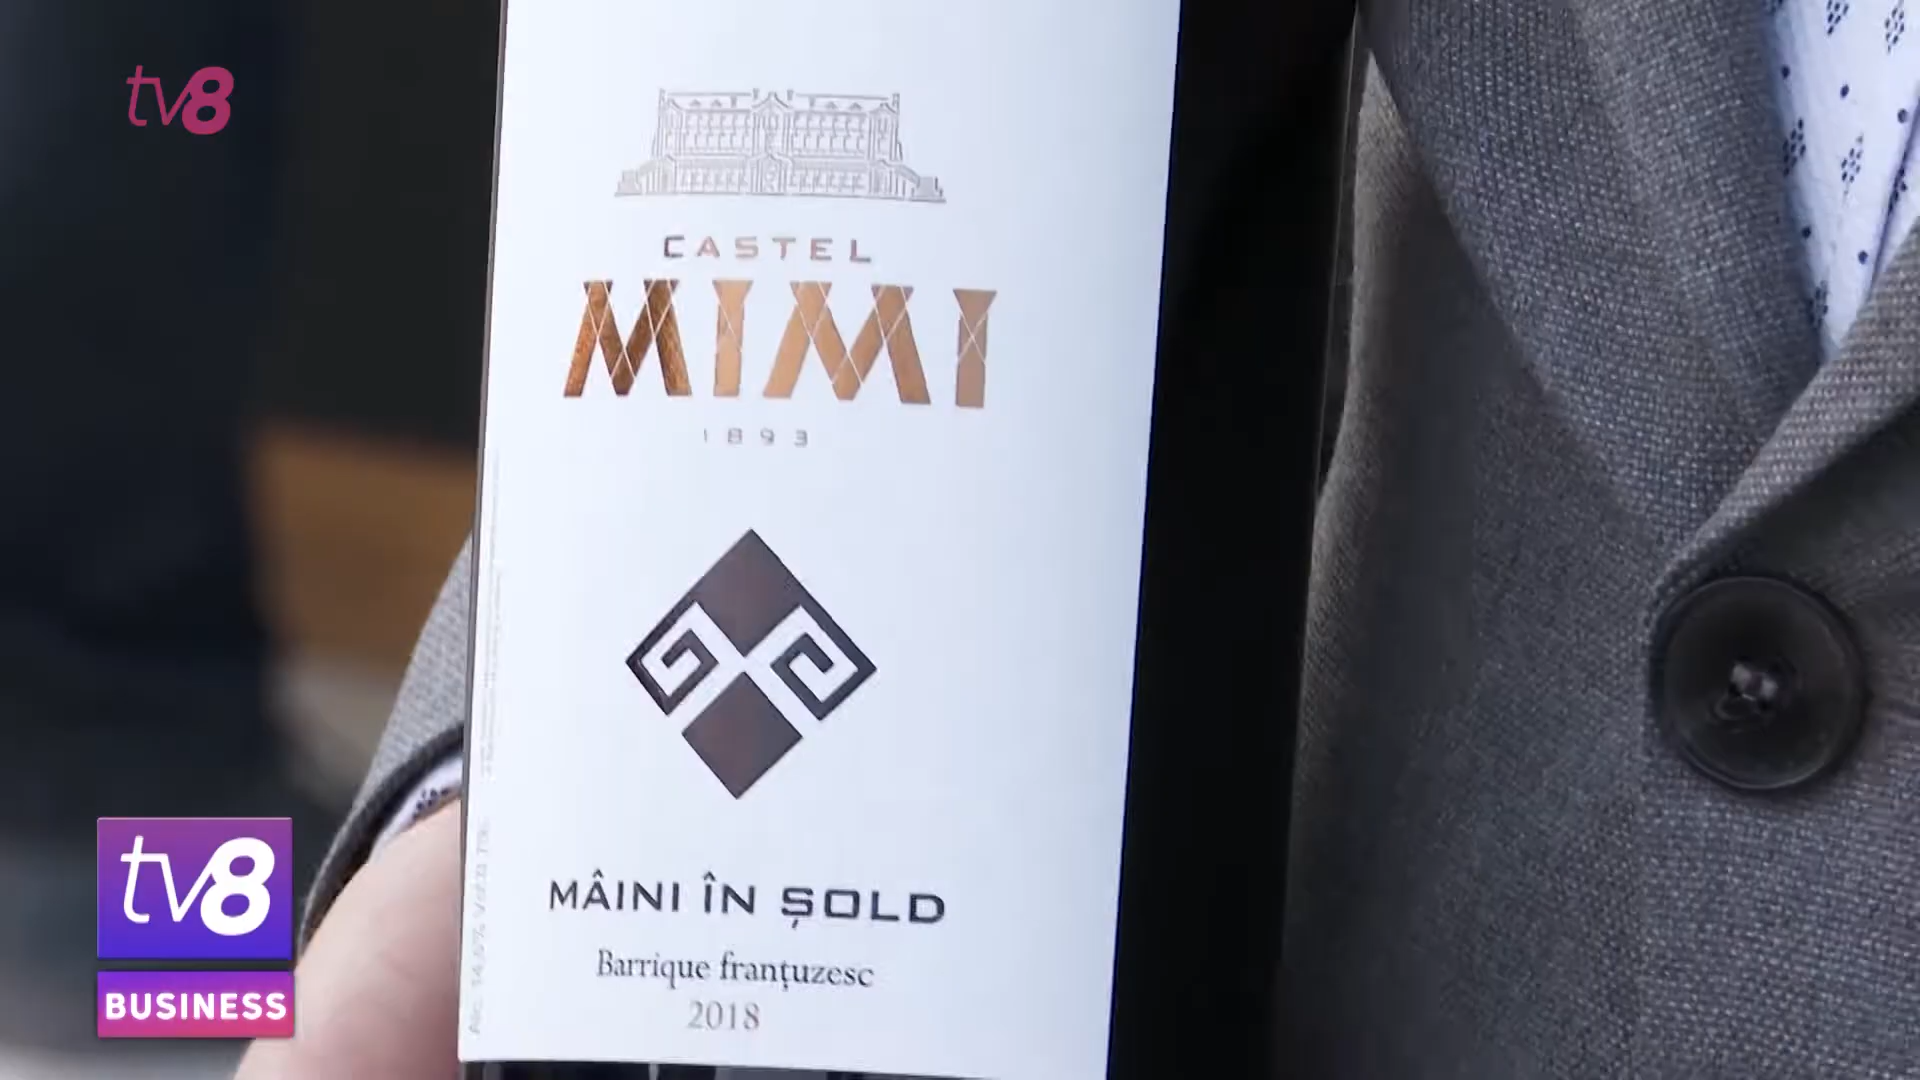 tv8
CASTEL
MIMI
1893
MÂINI ÎN ȘOLD
Barrique franțuzesc
2018
tv8
BUSINESS